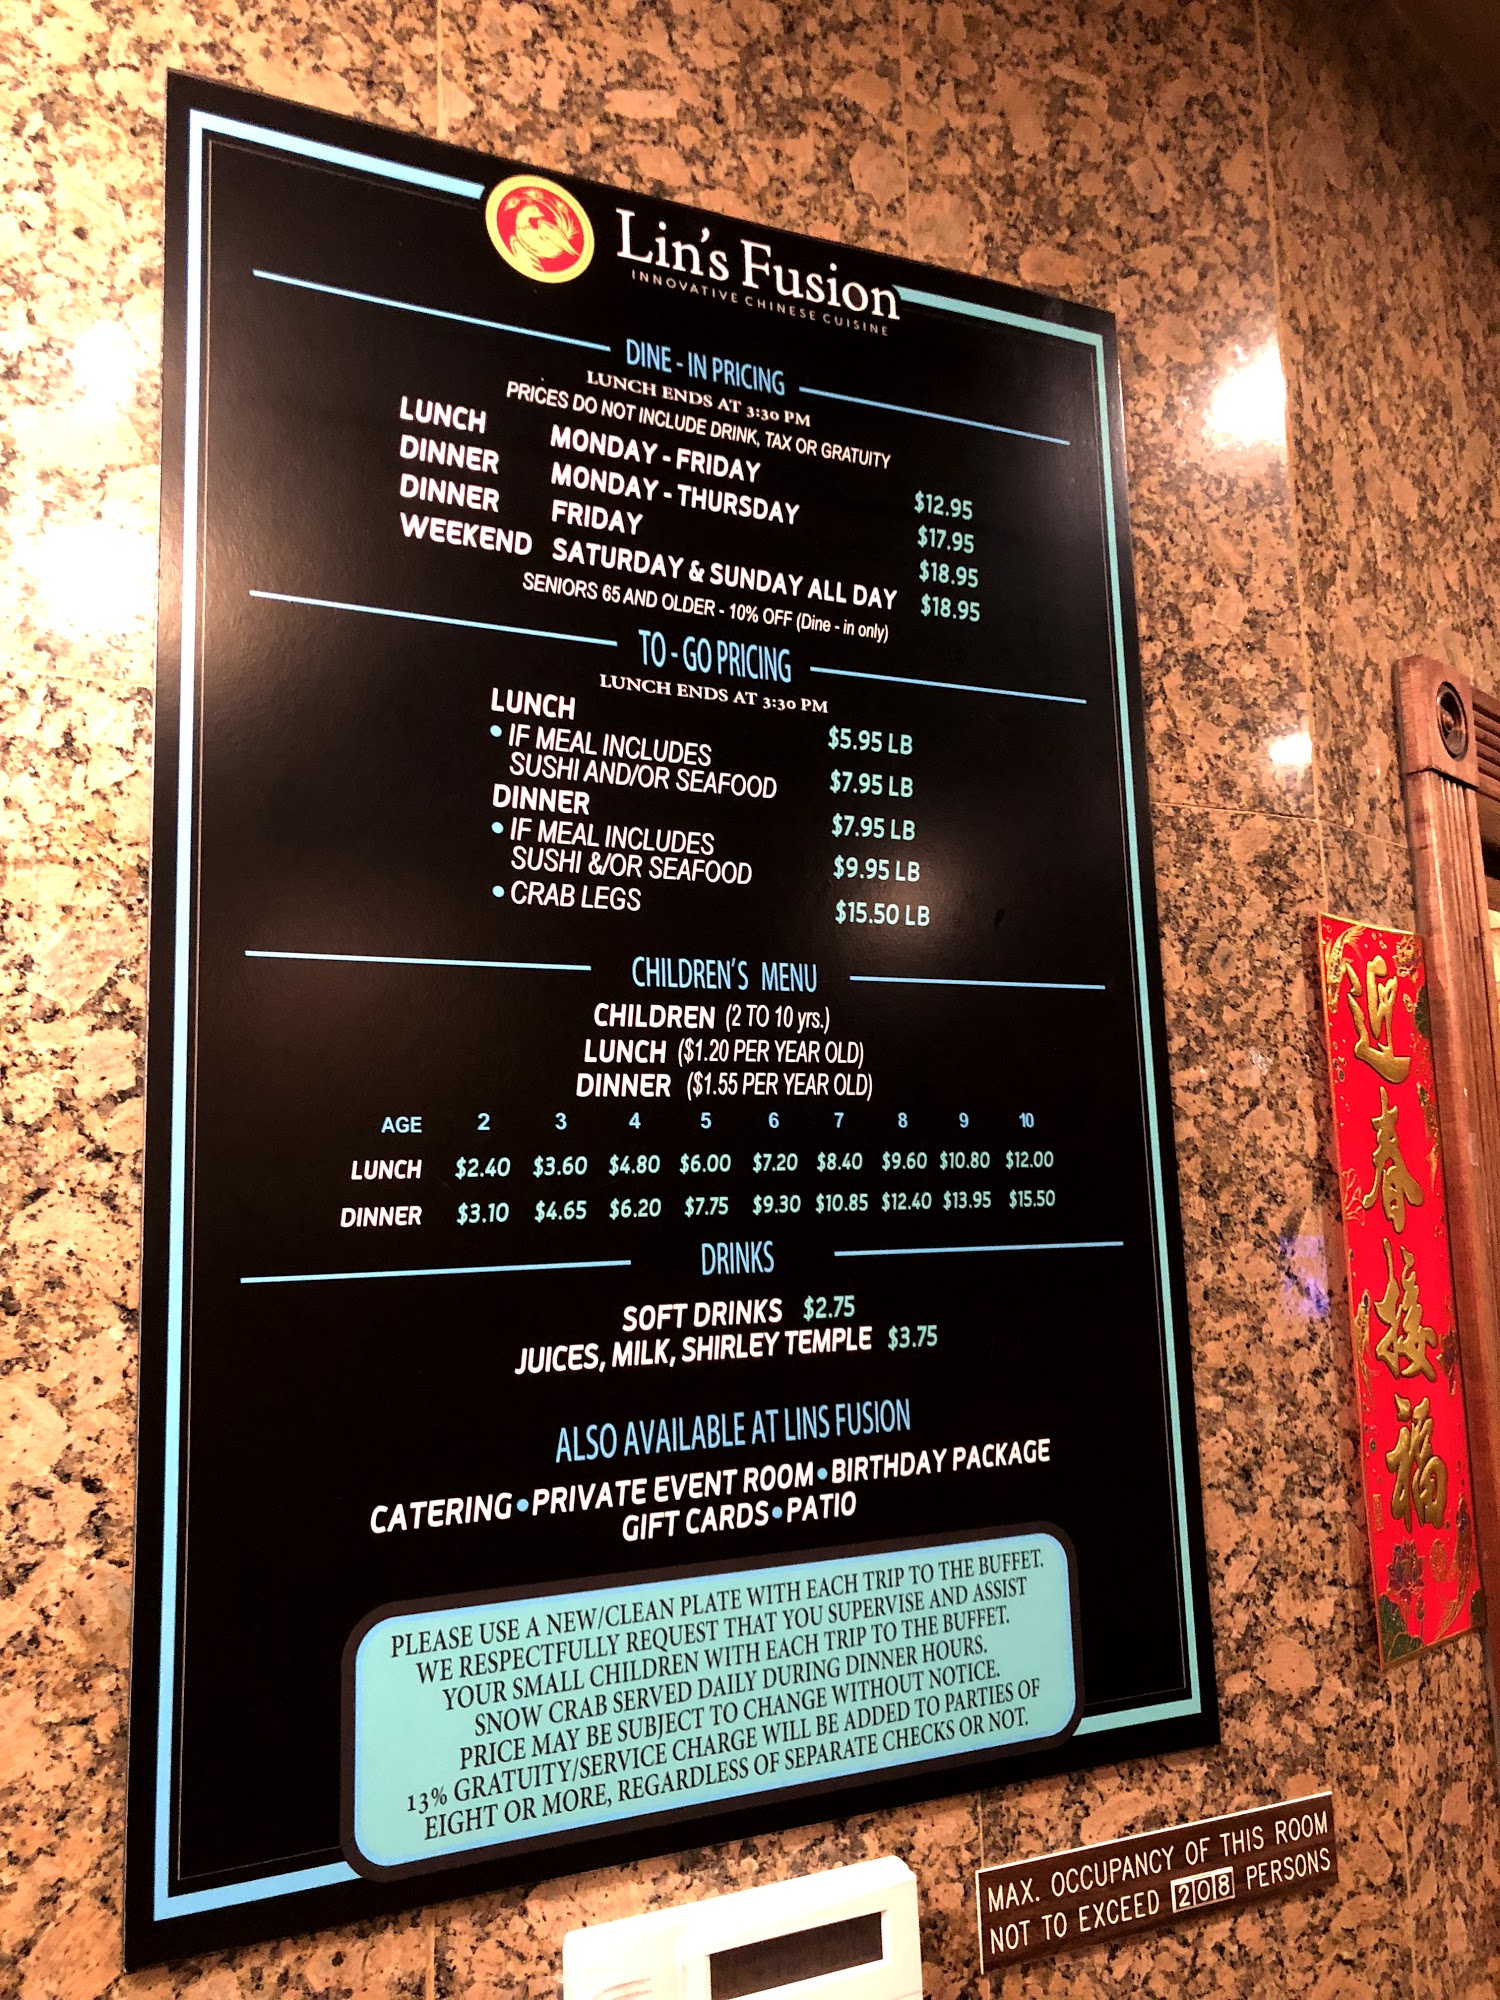 Lin's Fusion
INNOVATIVE CHINESE CUISINE
DINE - IN PRICING
LUNCH ENDS AT 3:30 PM
PRICES DO NOT INCLUDE DRINK, TAX OR GRATUITY
LUNCH MONDAY - FRIDAY $12.95
DINNER MONDAY - THURSDAY $17.95
DINNER FRIDAY $18.95
WEEKEND SATURDAY & SUNDAY ALL DAY $18.95
SENIORS 65 AND OLDER - 10% OFF (Dine - in only)
TO - GO PRICING
LUNCH ENDS AT 3:30 PM
LUNCH $5.95 LB
• IF MEAL INCLUDES
SUSHI AND/OR SEAFOOD $7.95 LB
DINNER $7.95 LB
• IF MEAL INCLUDES
SUSHI &/OR SEAFOOD $9.95 LB
• CRAB LEGS $15.50 LB
CHILDREN'S MENU
CHILDREN (2 TO 10 yrs.)
LUNCH ($1.20 PER YEAR OLD)
DINNER ($1.55 PER YEAR OLD)
AGE 2 3 4 5 6 7 8 9 10
LUNCH $2.40 $3.60 $4.80 $6.00 $7.20 $8.40 $9.60 $10.80 $12.00
DINNER $3.10 $4.65 $6.20 $7.75 $9.30 $10.85 $12.40 $13.95 $15.50
DRINKS
SOFT DRINKS $2.75
JUICES, MILK, SHIRLEY TEMPLE $3.75
ALSO AVAILABLE AT LINS FUSION
CATERING • PRIVATE EVENT ROOM • BIRTHDAY PACKAGE
GIFT CARDS • PATIO
PLEASE USE A NEW/CLEAN PLATE WITH EACH TRIP TO THE BUFFET.
WE RESPECTFULLY REQUEST THAT YOU SUPERVISE AND ASSIST
YOUR SMALL CHILDREN WITH EACH TRIP TO THE BUFFET.
SNOW CRAB SERVED DAILY DURING DINNER HOURS.
PRICE MAY BE SUBJECT TO CHANGE WITHOUT NOTICE.
13% GRATUITY/SERVICE CHARGE WILL BE ADDED TO PARTIES OF
EIGHT OR MORE, REGARDLESS OF SEPARATE CHECKS OR NOT.
迎春接福
MAX. OCCUPANCY OF THIS ROOM
NOT TO EXCEED 208 PERSONS